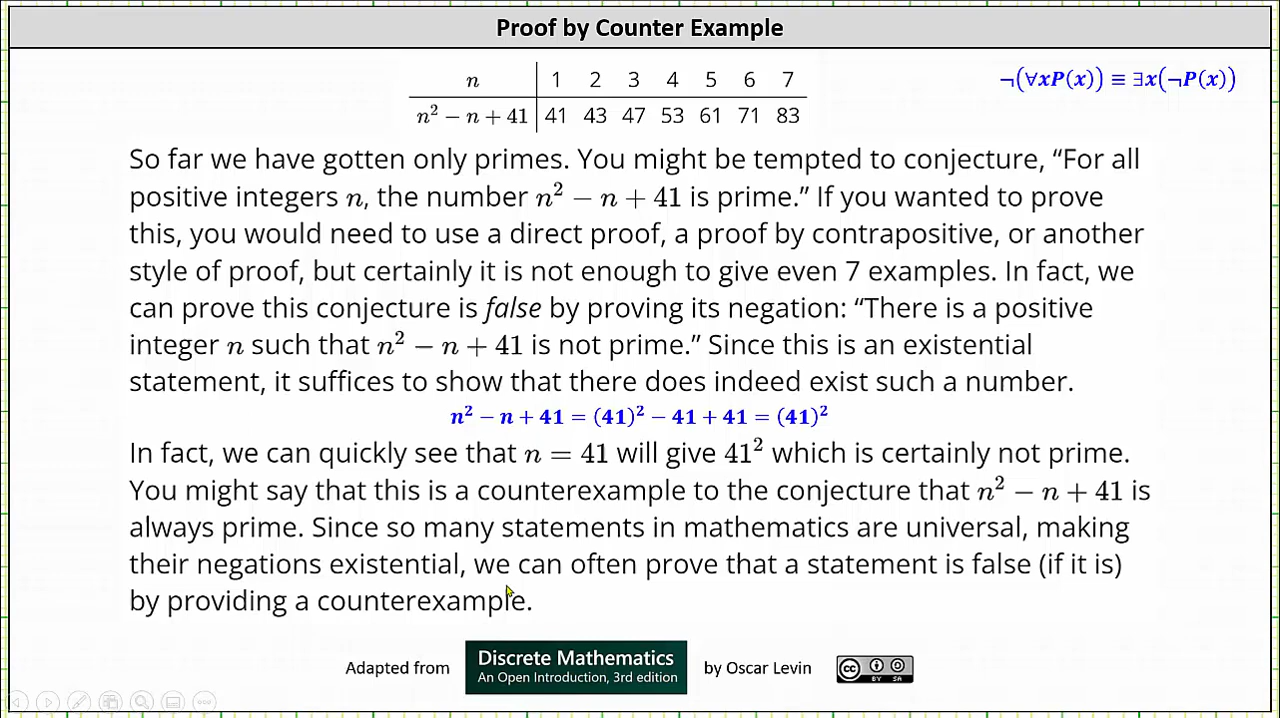 Proof by Counter Example
n 1 2 3 4 5 6 7
¬(∀xP(x)) ≡ ∃x(¬P(x))
n² − n + 41 41 43 47 53 61 71 83
So far we have gotten only primes. You might be tempted to conjecture, “For all
positive integers n, the number n² − n + 41 is prime.” If you wanted to prove
this, you would need to use a direct proof, a proof by contrapositive, or another
style of proof, but certainly it is not enough to give even 7 examples. In fact, we
can prove this conjecture is false by proving its negation: “There is a positive
integer n such that n² − n + 41 is not prime.” Since this is an existential
statement, it suffices to show that there does indeed exist such a number.
n² − n + 41 = (41)² − 41 + 41 = (41)²
In fact, we can quickly see that n = 41 will give 41² which is certainly not prime.
You might say that this is a counterexample to the conjecture that n² − n + 41 is
always prime. Since so many statements in mathematics are universal, making
their negations existential, we can often prove that a statement is false (if it is)
by providing a counterexample.
Adapted from
Discrete Mathematics
An Open Introduction, 3rd edition
by Oscar Levin
cc BY SA